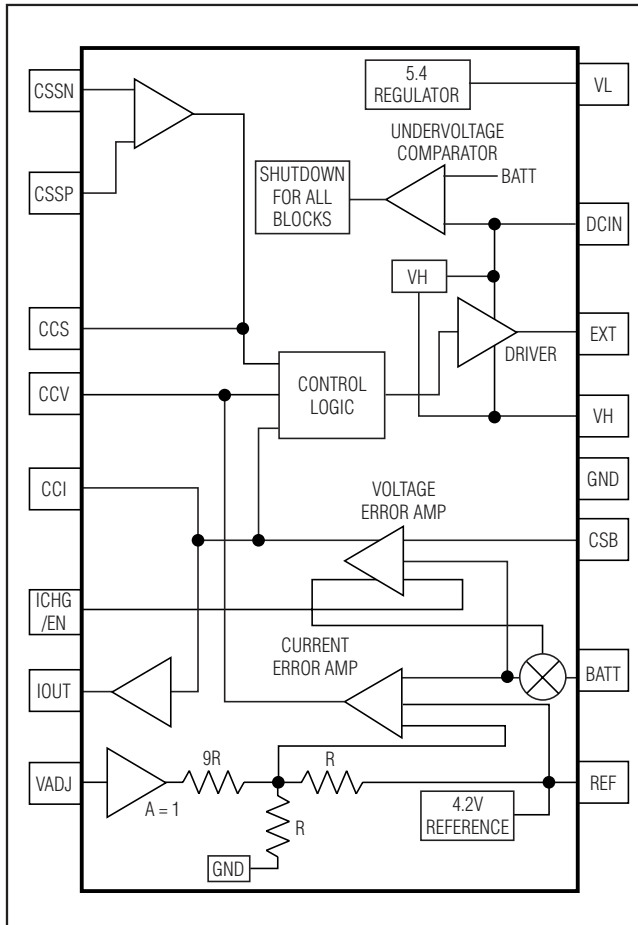 CSSN
CSSP
CCS
CCV
CCI
ICHG
/EN
IOUT
VADJ
5.4
REGULATOR
UNDERVOLTAGE
COMPARATOR
SHUTDOWN
FOR ALL
BLOCKS
BATT
VH
DRIVER
CONTROL
LOGIC
VOLTAGE
ERROR AMP
CURRENT
ERROR AMP
9R
R
A = 1
R
GND
4.2V
REFERENCE
VL
DCIN
EXT
VH
GND
CSB
BATT
REF